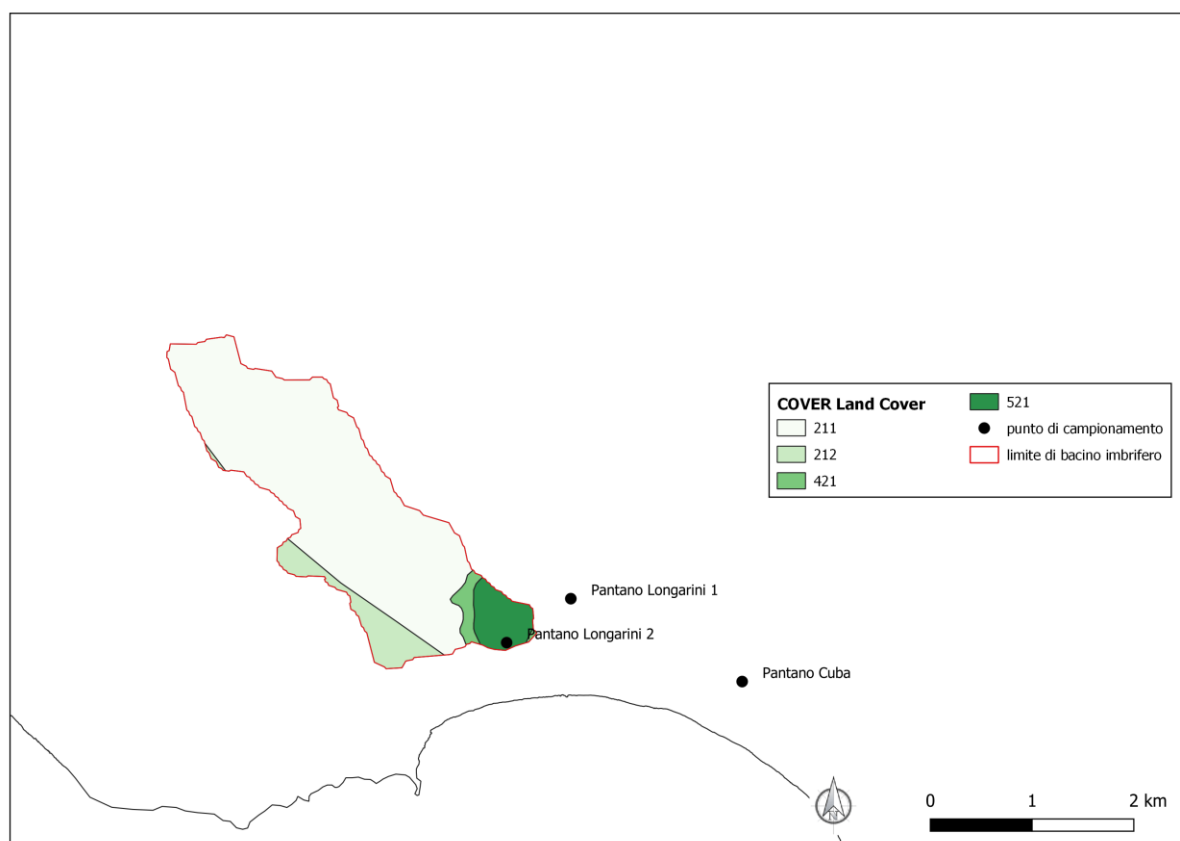 COVER Land Cover
211
212
421
521
punto di campionamento
limite di bacino imbrifero
Pantano Longarini 1
Pantano Longarini 2
Pantano Cuba
N
0 1 2 km